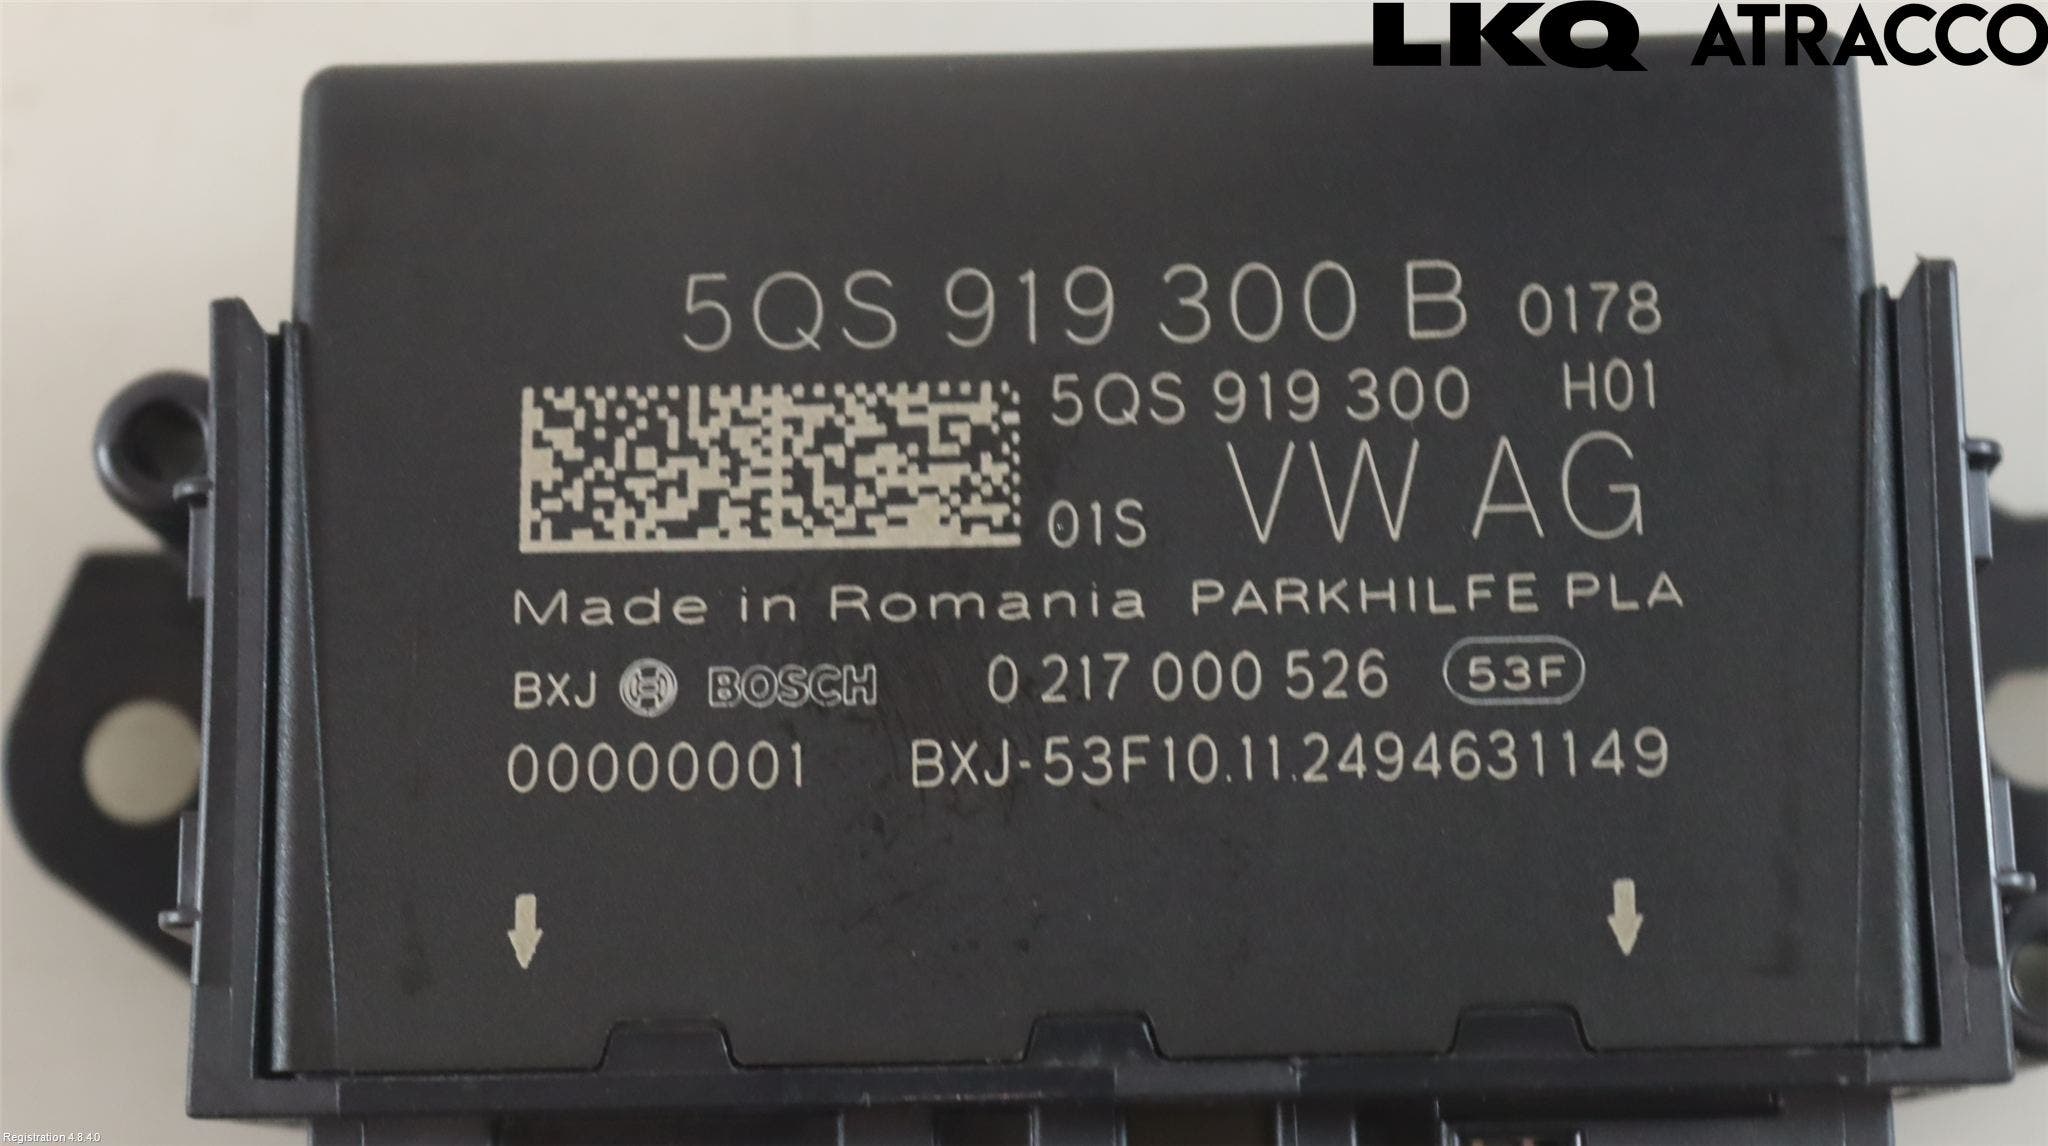 LKQ ATRACCO
5QS 919 300 B 0178
5QS 919 300 H01
01S VW AG
Made in Romania PARKHILFE PLA
BXJ BOSCH 0 217 000 526 53F
00000001 BXJ-53F10.11.2494631149
Registration 4.8.4.0